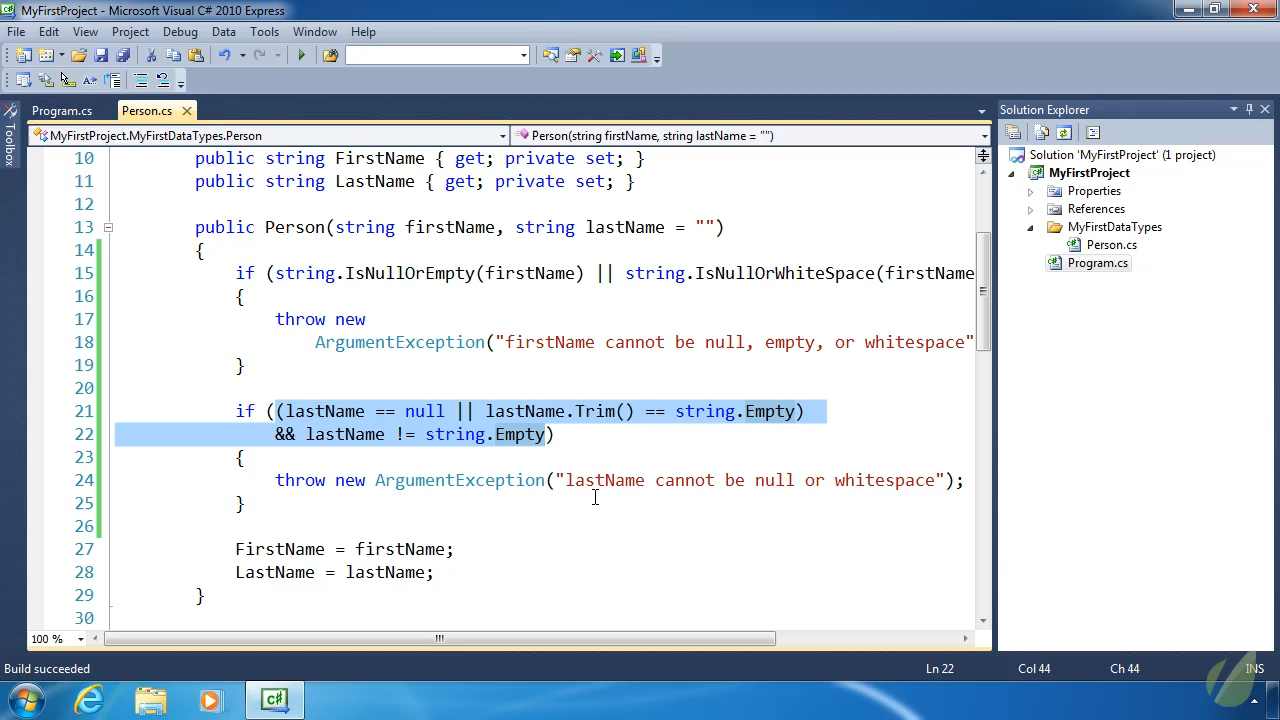 MyFirstProject - Microsoft Visual C# 2010 Express
File Edit View Project Debug Data Tools Window Help
Program.cs Person.cs
Solution Explorer
MyFirstProject.MyFirstDataTypes.Person
Person(string firstName, string lastName = "")
Toolbox
10 public string FirstName { get; private set; }
11 public string LastName { get; private set; }
12
13 public Person(string firstName, string lastName = "")
14 {
15 if (string.IsNullOrEmpty(firstName) || string.IsNullOrWhiteSpace(firstName
16 {
17 throw new
18 ArgumentException("firstName cannot be null, empty, or whitespace"
19 }
20
21 if ((lastName == null || lastName.Trim() == string.Empty)
22 && lastName != string.Empty)
23 {
24 throw new ArgumentException("lastName cannot be null or whitespace");
25 }
26
27 FirstName = firstName;
28 LastName = lastName;
29 }
30
Solution 'MyFirstProject' (1 project)
MyFirstProject
Properties
References
MyFirstDataTypes
Person.cs
Program.cs
100 %
Build succeeded Ln 22 Col 44 Ch 44 INS